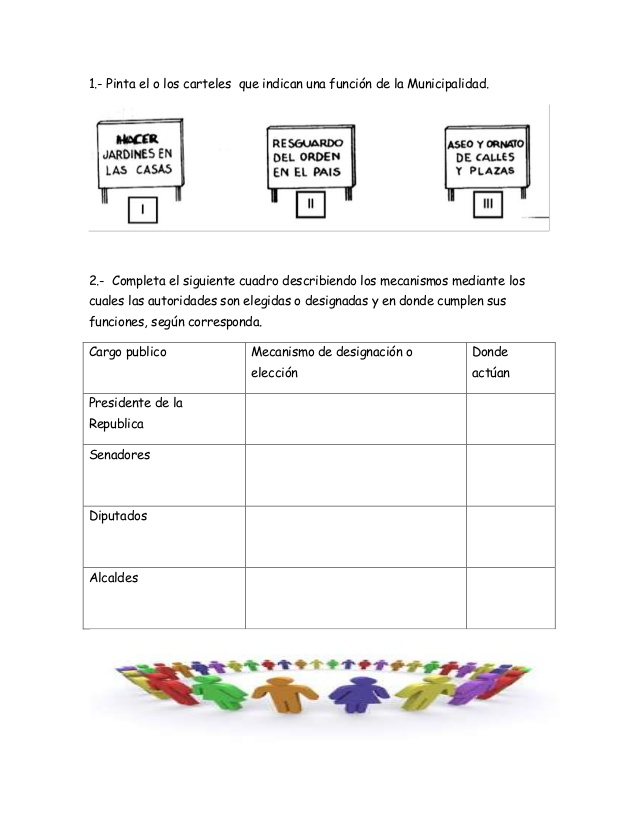 1.- Pinta el o los carteles que indican una función de la Municipalidad.
HACER
JARDINES EN
LAS CASAS
I
RESGUARDO
DEL ORDEN
EN EL PAIS
II
ASEO Y ORNATO
DE CALLES
Y PLAZAS
III
2.- Completa el siguiente cuadro describiendo los mecanismos mediante los
cuales las autoridades son elegidas o designadas y en donde cumplen sus
funciones, según corresponda.
Cargo publico
Mecanismo de designación o
elección
Donde
actúan
Presidente de la
Republica
Senadores
Diputados
Alcaldes